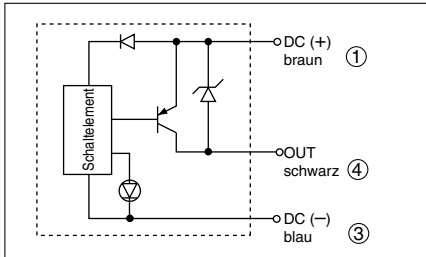 DC (+)
braun ①
Schaltelement
OUT
schwarz ④
DC (—)
blau ③